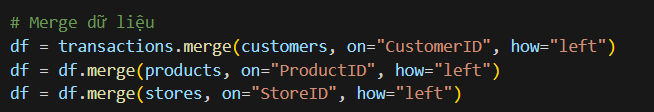 # Merge dữ liệu
df = transactions.merge(customers, on="CustomerID", how="left")
df = df.merge(products, on="ProductID", how="left")
df = df.merge(stores, on="StoreID", how="left")